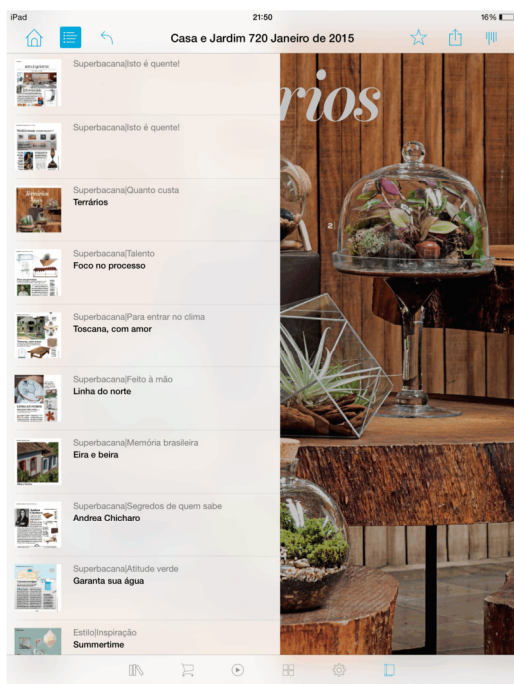 iPad
21:50
16%
Casa e Jardim 720 Janeiro de 2015
Superbacana|Isto é quente!
Superbacana|Isto é quente!
Superbacana|Quanto custa
Terrários
Superbacana|Talento
Foco no processo
Superbacana|Para entrar no clima
Toscana, com amor
Superbacana|Feito à mão
Linha do norte
Superbacana|Memória brasileira
Eira e beira
Superbacana|Segredos de quem sabe
Andrea Chicharo
Superbacana|Atitude verde
Garanta sua água
Estilo|Inspiração
Summertime
rios
2